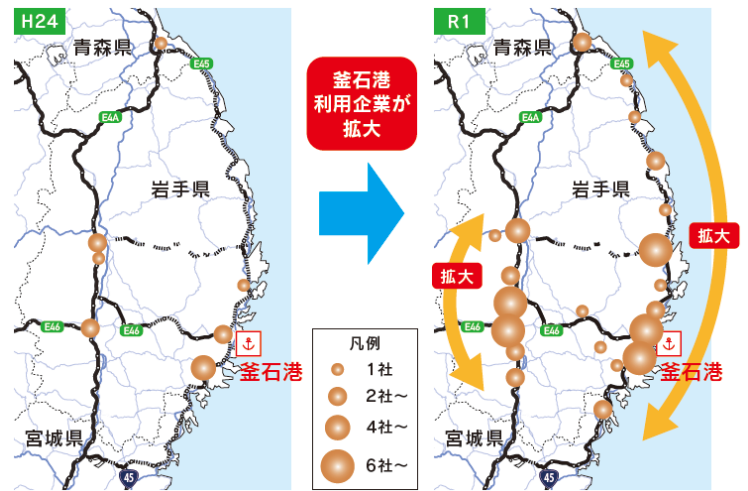 H24
青森県
E45
E4A
岩手県
E46
E46
釜石港
宮城県
45
釜石港
利用企業が
拡大
凡例
1社
2社～
4社～
6社～
R1
青森県
E45
E4A
岩手県
拡大
拡大
E46
E46
釜石港
宮城県
45